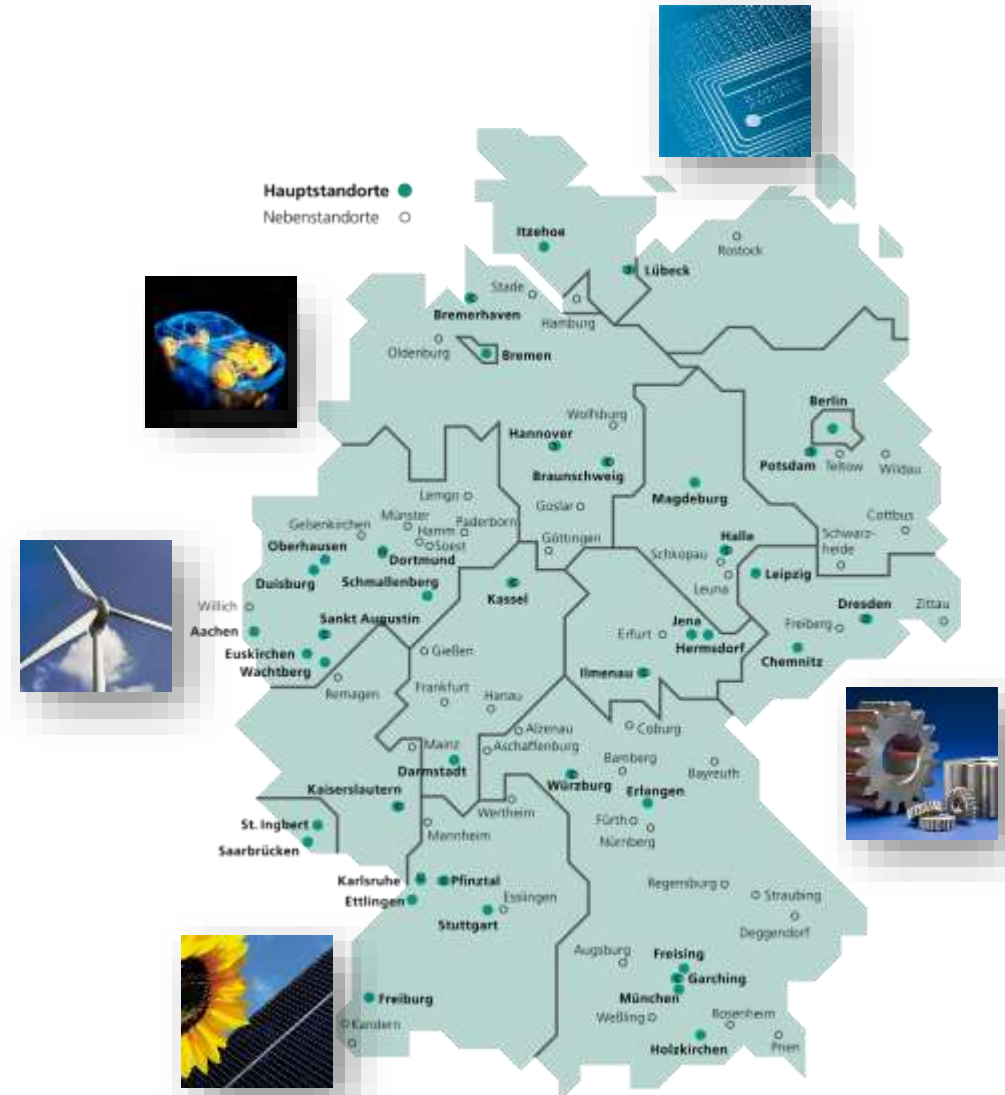 Hauptstandorte
Nebenstandorte
Itzehoe
Rostock
Lübeck
Stade
Bremerhaven
Hamburg
Oldenburg
Bremen
Berlin
Wolfsburg
Hannover
Potsdam
Teltow
Wildau
Braunschweig
Magdeburg
Lemgo
Goslar
Münster
Paderborn
Cottbus
Gelsenkirchen
Hamm
Göttingen
Halle
Schwarz-
heide
Oberhausen
Soest
Dortmund
Schkopau
Leipzig
Duisburg
Schmallenberg
Leuna
Kassel
Willich
Dresden
Zittau
Sankt Augustin
Aachen
Jena
Freiberg
Erfurt
Euskirchen
Gießen
Hermsdorf
Chemnitz
Wachtberg
Ilmenau
Remagen
Frankfurt
Hanau
Alzenau
Coburg
Mainz
Aschaffenburg
Bamberg
Darmstadt
Bayreuth
Würzburg
Kaiserslautern
Erlangen
Wertheim
St. Ingbert
Fürth
Mannheim
Nürnberg
Saarbrücken
Karlsruhe
Pfinztal
Regensburg
Ettlingen
Esslingen
Straubing
Stuttgart
Deggendorf
Augsburg
Freising
Garching
Freiburg
München
Weßling
Rosenheim
Kandern
Holzkirchen
Prien